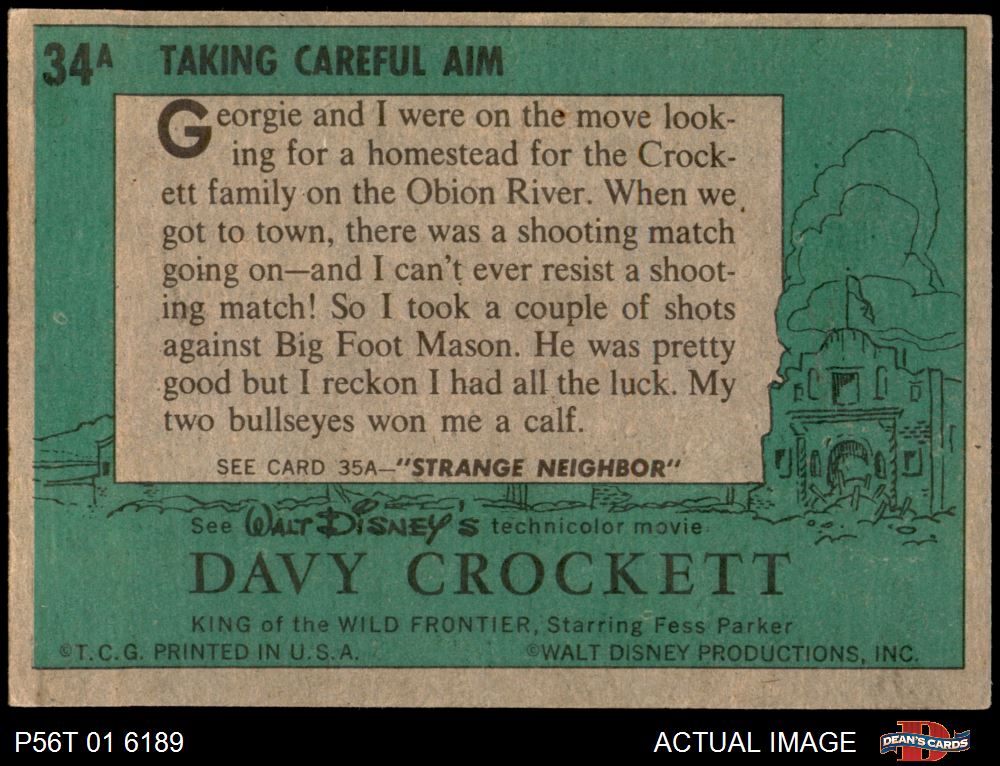 34A TAKING CAREFUL AIM
Georgie and I were on the move look-
ing for a homestead for the Crock-
ett family on the Obion River. When we
got to town, there was a shooting match
going on—and I can't ever resist a shoot-
ing match! So I took a couple of shots
against Big Foot Mason. He was pretty
good but I reckon I had all the luck. My
two bullseyes won me a calf.
SEE CARD 35A—"STRANGE NEIGHBOR"
See WALT DISNEY'S technicolor movie
DAVY CROCKETT
KING of the WILD FRONTIER, Starring Fess Parker
©T.C.G. PRINTED IN U.S.A. ©WALT DISNEY PRODUCTIONS, INC.
P56T 01 6189 ACTUAL IMAGE DEAN'S CARDS